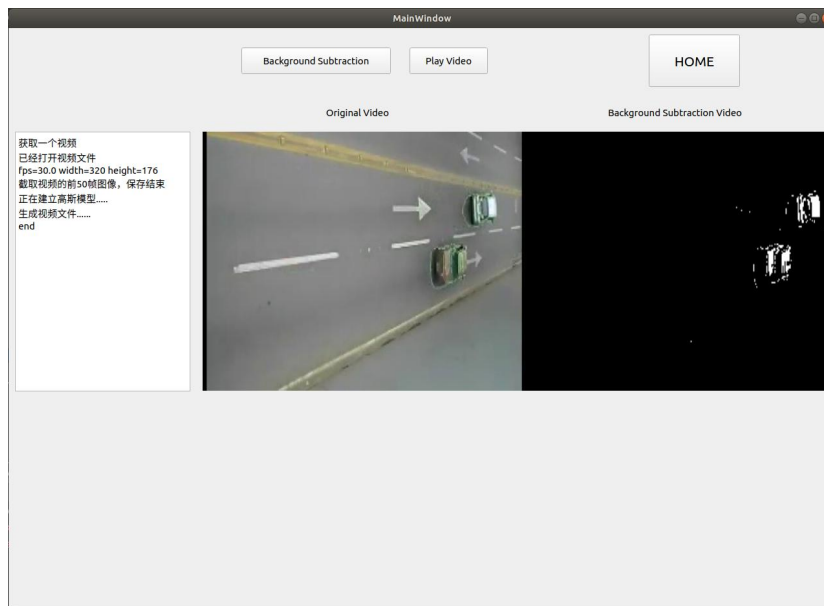 MainWindow
Background Subtraction
Play Video
HOME
Original Video
Background Subtraction Video
获取一个视频
已经打开视频文件
fps=30.0 width=320 height=176
截取视频的前50帧图像，保存结束
正在建立高斯模型.....
生成视频文件......
end